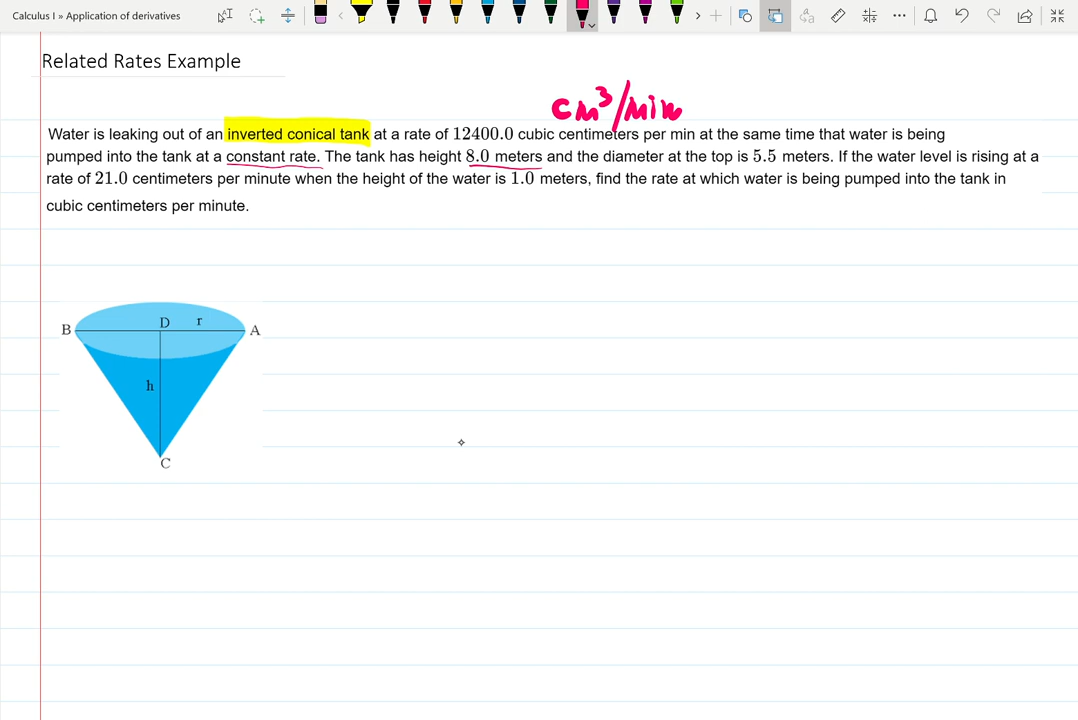 Calculus I » Application of derivatives
Related Rates Example
cm³/min
Water is leaking out of an inverted conical tank at a rate of 12400.0 cubic centimeters per min at the same time that water is being
pumped into the tank at a constant rate. The tank has height 8.0 meters and the diameter at the top is 5.5 meters. If the water level is rising at a
rate of 21.0 centimeters per minute when the height of the water is 1.0 meters, find the rate at which water is being pumped into the tank in
cubic centimeters per minute.
B D r A
h
C